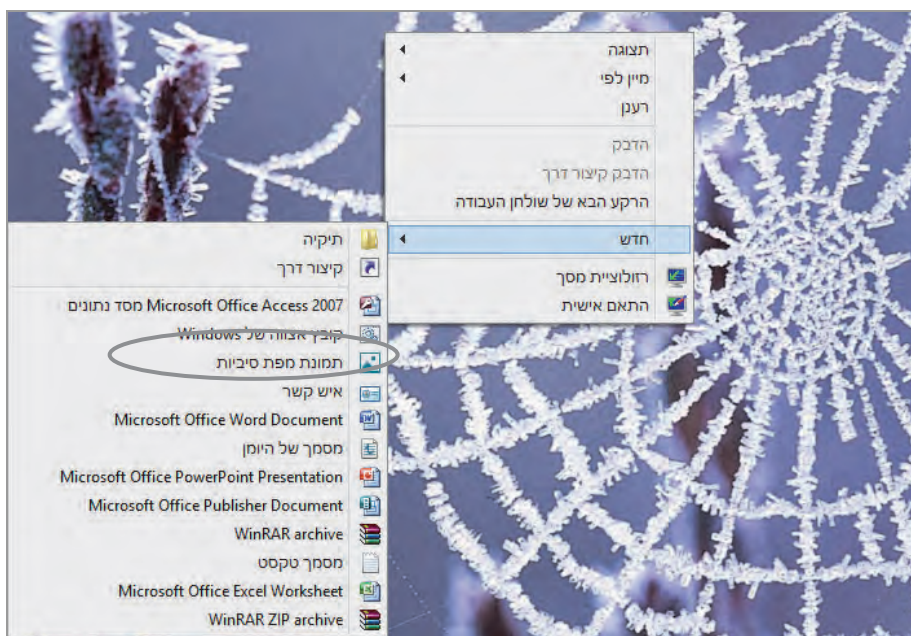 תצוגה
מיין לפי
רענן
הדבק
הדבק קיצור דרך
הרקע הבא של שולחן העבודה
חדש
רזולוציית מסך
התאם אישית
תיקיה
קיצור דרך
Microsoft Office Access 2007 מסד נתונים
קובץ אצווה של Windows
תמונת מפת סיביות
איש קשר
Microsoft Office Word Document
מסמך של היומן
Microsoft Office PowerPoint Presentation
Microsoft Office Publisher Document
WinRAR archive
מסמך טקסט
Microsoft Office Excel Worksheet
WinRAR ZIP archive